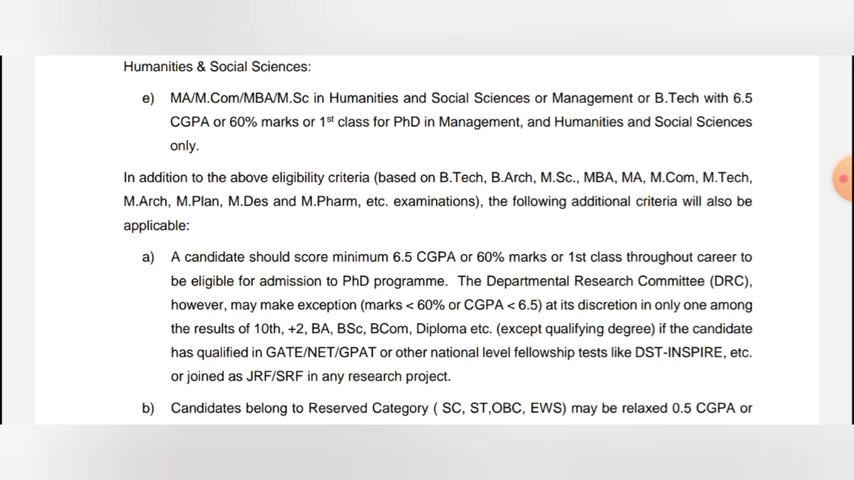 Humanities & Social Sciences:
e) MA/M.Com/MBA/M.Sc in Humanities and Social Sciences or Management or B.Tech with 6.5
CGPA or 60% marks or 1st class for PhD in Management, and Humanities and Social Sciences
only.
In addition to the above eligibility criteria (based on B.Tech, B.Arch, M.Sc., MBA, MA, M.Com, M.Tech,
M.Arch, M.Plan, M.Des and M.Pharm, etc. examinations), the following additional criteria will also be
applicable:
a) A candidate should score minimum 6.5 CGPA or 60% marks or 1st class throughout career to
be eligible for admission to PhD programme. The Departmental Research Committee (DRC),
however, may make exception (marks < 60% or CGPA < 6.5) at its discretion in only one among
the results of 10th, +2, BA, BSc, BCom, Diploma etc. (except qualifying degree) if the candidate
has qualified in GATE/NET/GPAT or other national level fellowship tests like DST-INSPIRE, etc.
or joined as JRF/SRF in any research project.
b) Candidates belong to Reserved Category ( SC, ST,OBC, EWS) may be relaxed 0.5 CGPA or